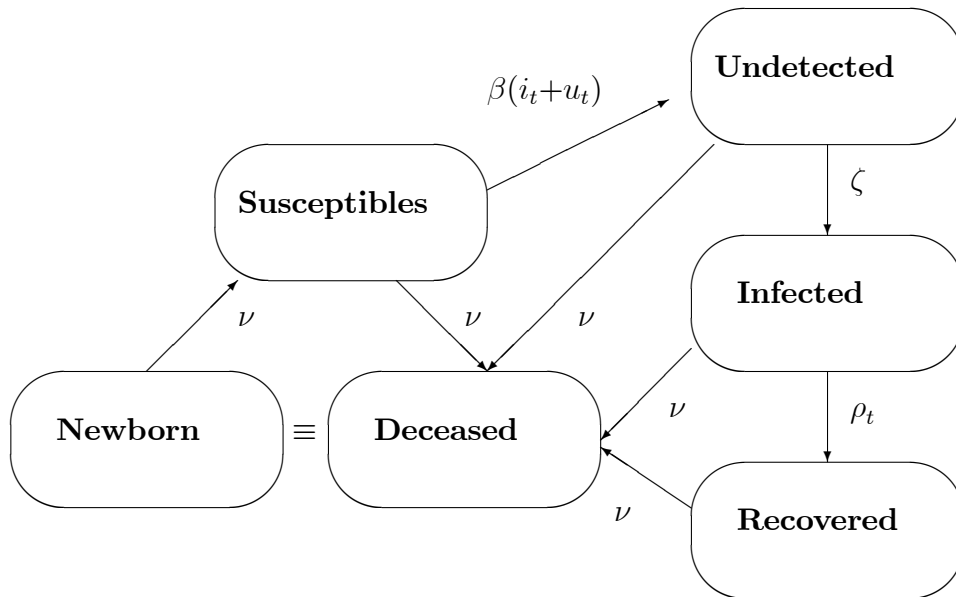 Undetected
β(i_t+u_t)
ζ
Susceptibles
Infected
ν
ν
ν
ν
ρ_t
Newborn
≡
Deceased
ν
Recovered